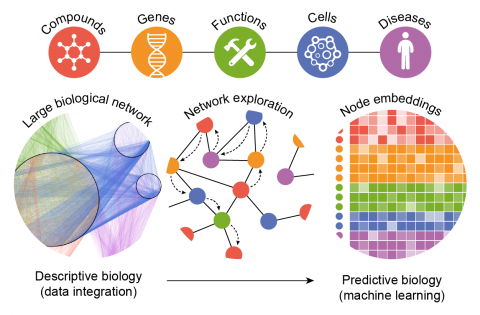 Compounds
Genes
Functions
Cells
Diseases
Large biological network
Network exploration
Node embeddings
Descriptive biology
(data integration)
Predictive biology
(machine learning)